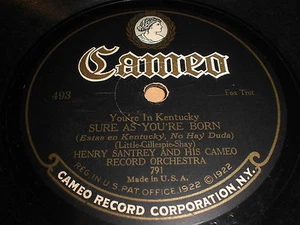 Cameo
493
Fox Trot
You're In Kentucky
SURE AS YOU'RE BORN
(Estas en Kentucky, No Hay Duda)
(Little-Gillespie-Shay)
HENRY SANTREY AND HIS CAMEO
RECORD ORCHESTRA
791
Made in U.S.A.
REG. IN U.S. PAT. OFFICE, 1922 © 1922
CAMEO RECORD CORPORATION, N.Y.